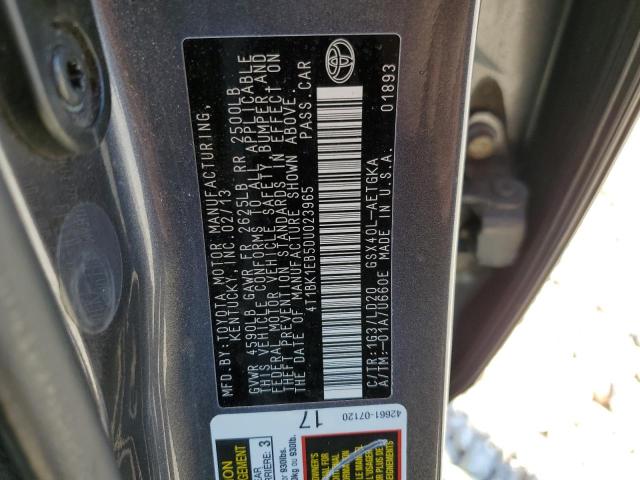 MFD. BY: TOYOTA MOTOR MANUFACTURING,
KENTUCKY, INC. 02/13
GVWR 4590LB GAWR FR 2625LB RR 2500LB
THIS VEHICLE CONFORMS TO ALL APPLICABLE
FEDERAL MOTOR VEHICLE SAFETY, BUMPER, AND
THEFT PREVENTION STANDARDS IN EFFECT ON
THE DATE OF MANUFACTURE SHOWN ABOVE.
4T1BK1EB5DU023965 PASS. CAR
C/TR: 1G3/LD20 GSX40L-AETGKA
A/TM: -01A/U660E MADE IN U.S.A.
01893
42661-07120
17
3